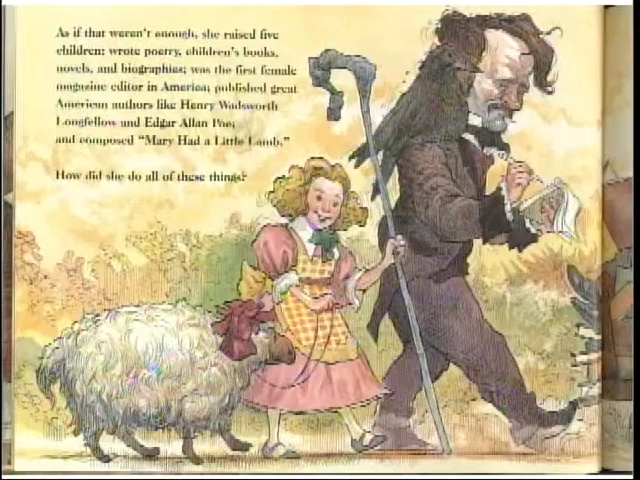 As if that weren't enough, she raised five
children; wrote poetry, children's books,
novels, and biographies; was the first female
magazine editor in America; published great
American authors like Henry Wadsworth
Longfellow and Edgar Allan Poe;
and composed "Mary Had a Little Lamb."
How did she do all of these things?